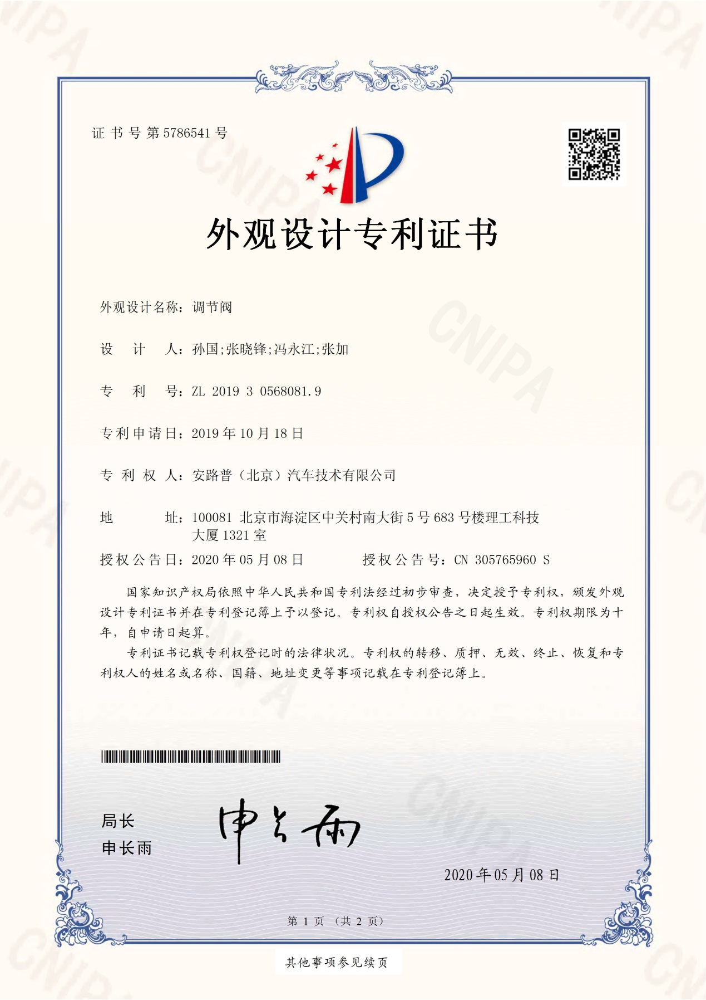 证书号第5786541号
外观设计专利证书
外观设计名称：调节阀
设计人：孙国;张晓锋;冯永江;张加
专利号：ZL 2019 3 0568081.9
专利申请日：2019年10月18日
专利权人：安路普（北京）汽车技术有限公司
地址：100081 北京市海淀区中关村南大街5号683号楼理工科技
大厦1321室
授权公告日：2020年05月08日 授权公告号：CN 305765960 S
国家知识产权局依照中华人民共和国专利法经过初步审查，决定授予专利权，颁发外观
设计专利证书并在专利登记簿上予以登记。专利权自授权公告之日起生效。专利权期限为十
年，自申请日起算。
专利证书记载专利权登记时的法律状况。专利权的转移、质押、无效、终止、恢复和专
利权人的姓名或名称、国籍、地址变更等事项记载在专利登记簿上。
局长
申长雨
申长雨
2020年05月08日
第 1 页 （共 2 页）
其他事项参见续页
CNIPA
CNIPA
CNIPA
CNIPA
CNIPA
CNIPA
CNIPA